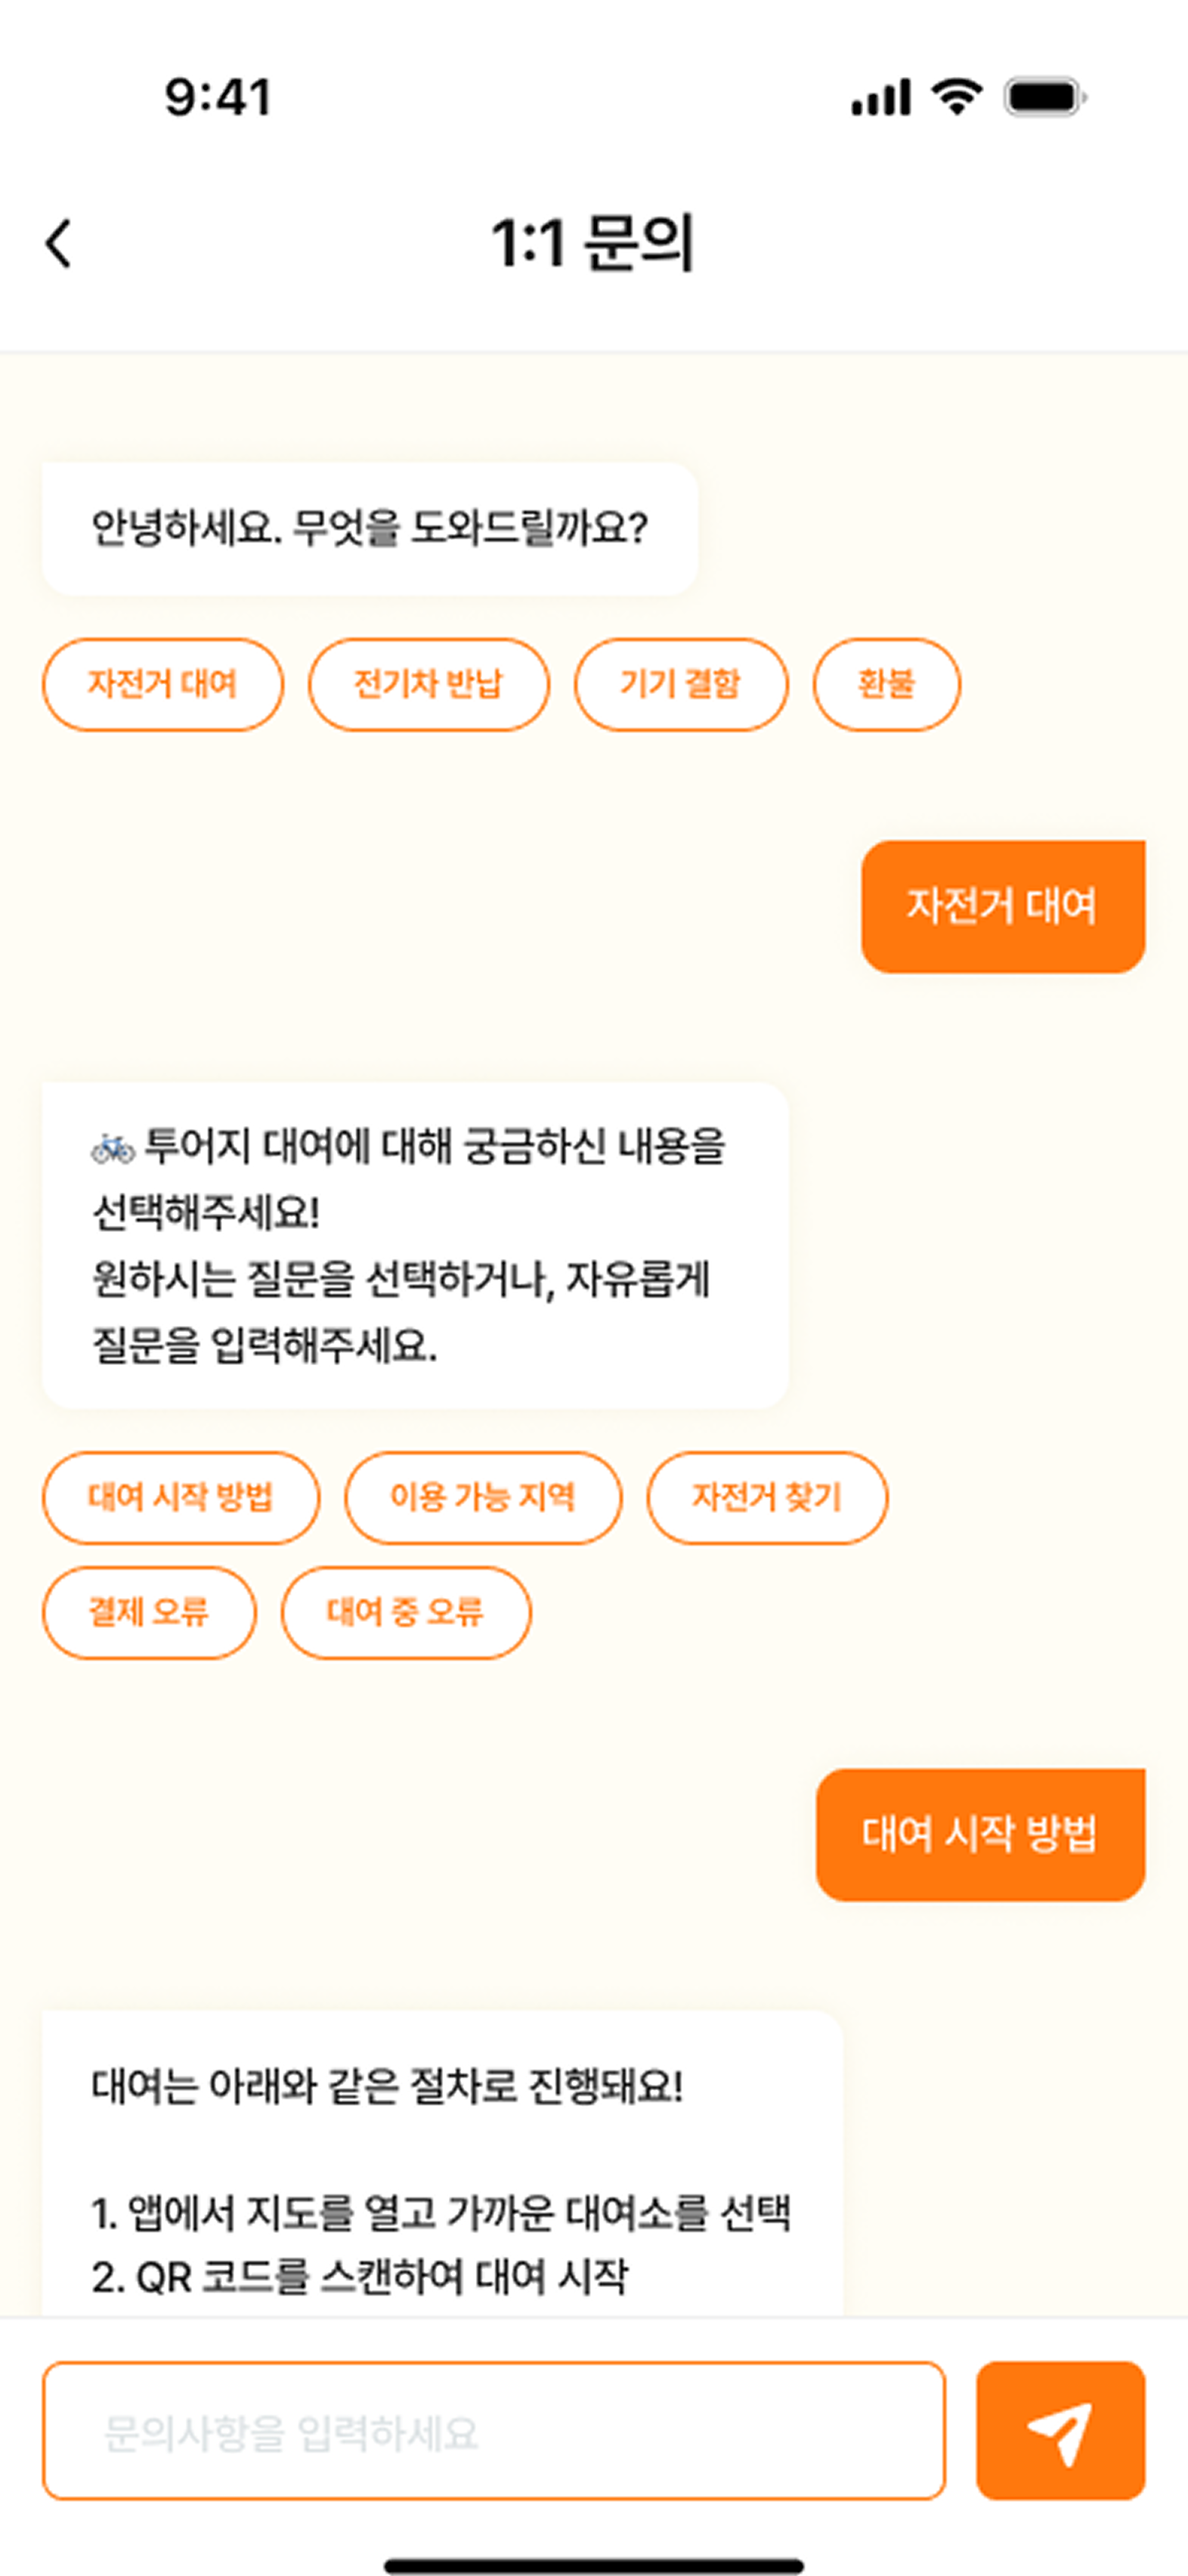 9:41
1:1 문의
안녕하세요. 무엇을 도와드릴까요?
자전거 대여 전기차 반납 기기 결함 환불
자전거 대여
🚲 투어지 대여에 대해 궁금하신 내용을
선택해주세요!
원하시는 질문을 선택하거나, 자유롭게
질문을 입력해주세요.
대여 시작 방법 이용 가능 지역 자전거 찾기
결제 오류 대여 중 오류
대여 시작 방법
대여는 아래와 같은 절차로 진행돼요!
1. 앱에서 지도를 열고 가까운 대여소를 선택
2. QR 코드를 스캔하여 대여 시작
문의사항을 입력하세요